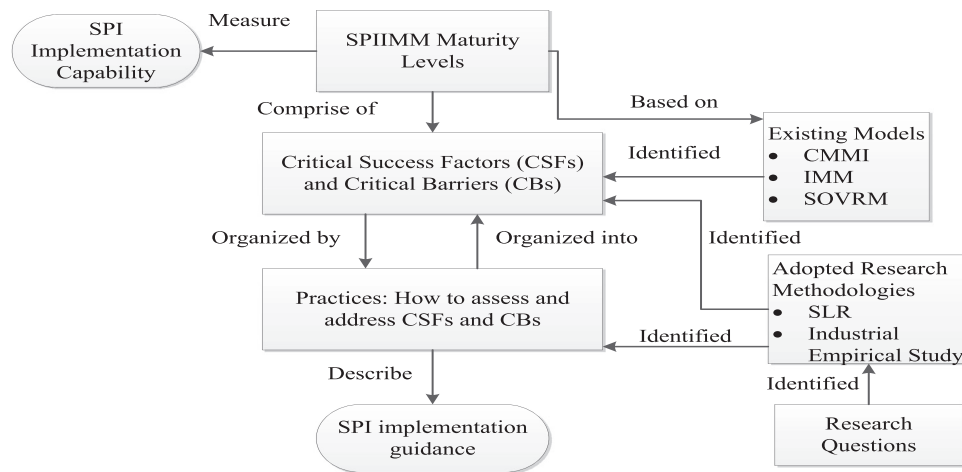 SPI
Implementation
Capability
Measure
SPIIMM Maturity
Levels
Comprise of
Based on
Existing Models
• CMMI
• IMM
• SOVRM
Identified
Critical Success Factors (CSFs)
and Critical Barriers (CBs)
Organized by
Organized into
Identified
Adopted Research
Methodologies
• SLR
• Industrial
Empirical Study
Practices: How to assess and
address CSFs and CBs
Identified
Describe
Identified
SPI implementation
guidance
Research
Questions